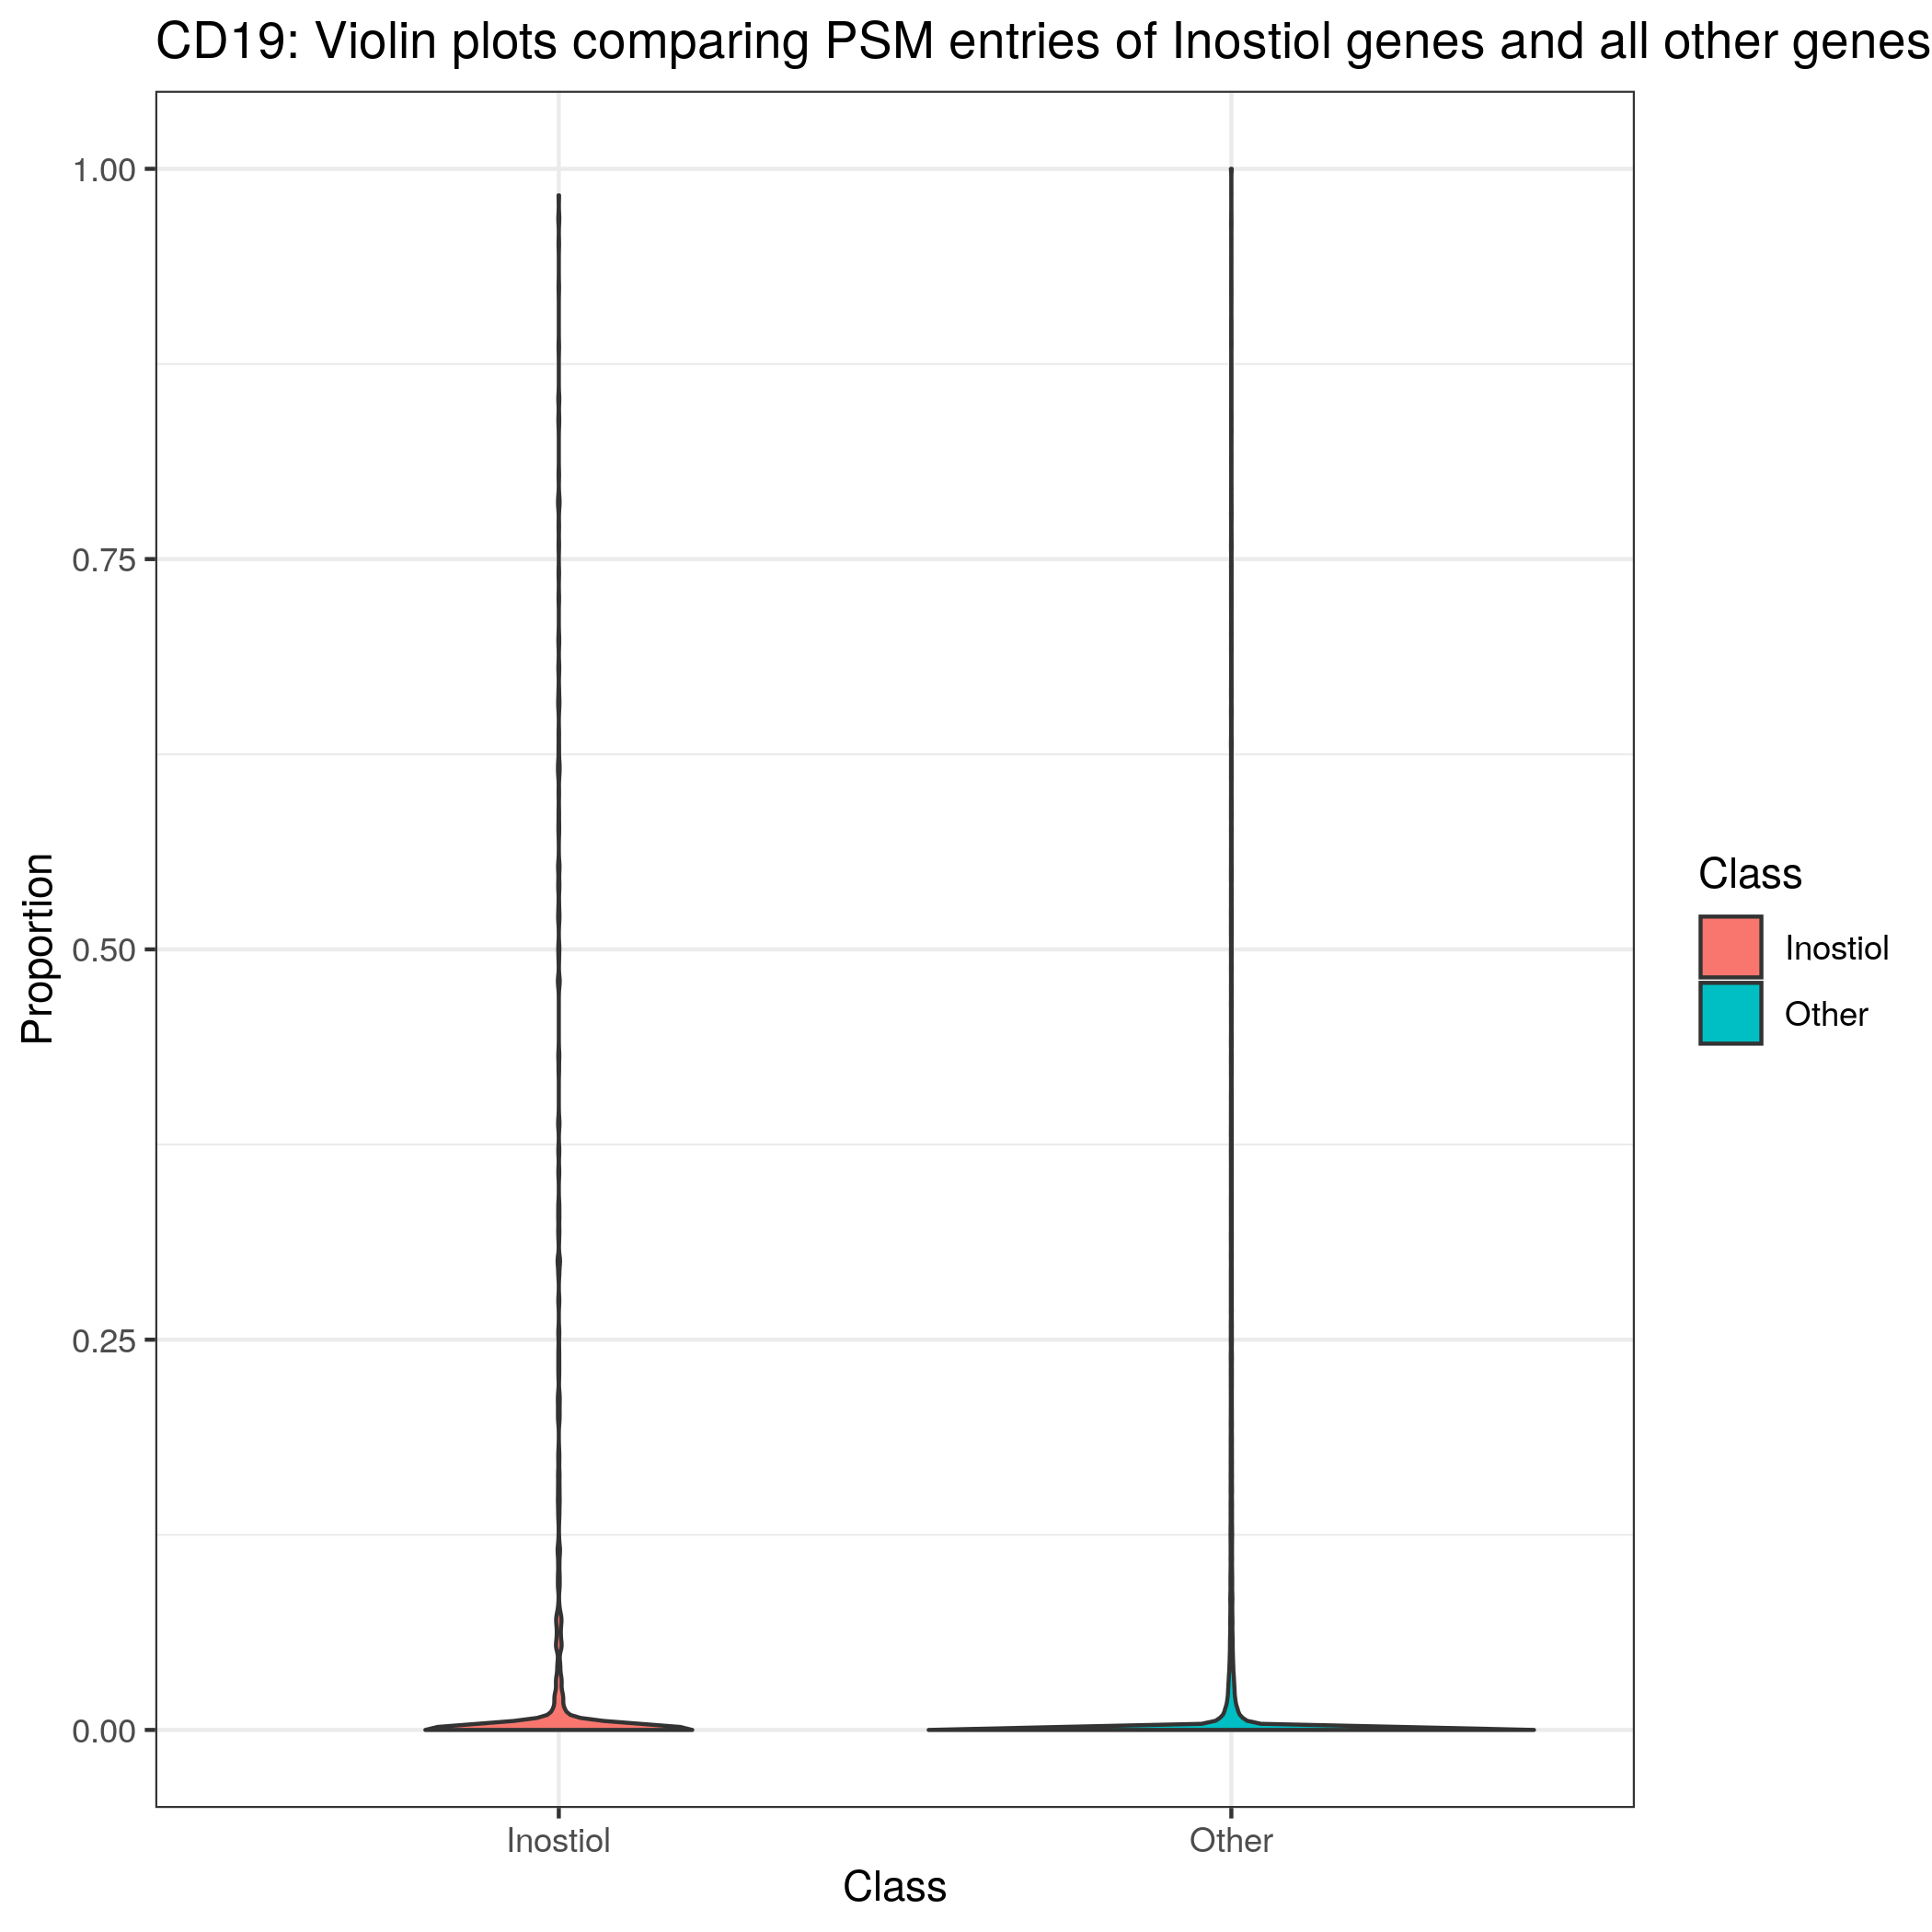 CD19: Violin plots comparing PSM entries of Inostiol genes and all other genes
1.00
0.75
0.50
0.25
0.00
Proportion
Inostiol
Other
Class
Class
Inostiol
Other